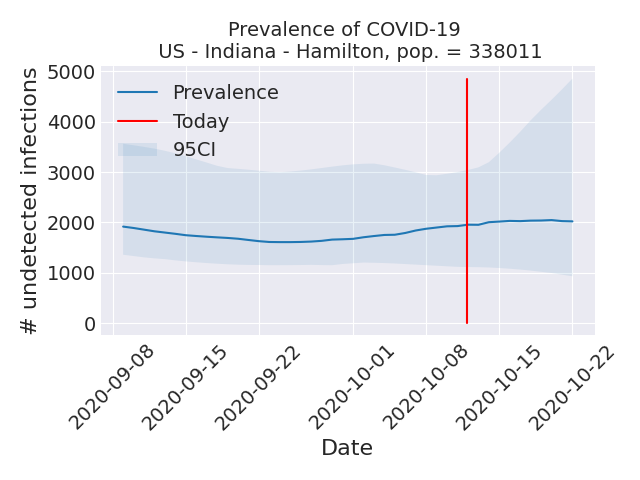 Prevalence of COVID-19
US - Indiana - Hamilton, pop. = 338011
# undetected infections
5000
4000
3000
2000
1000
0
Prevalence
Today
95CI
2020-09-08
2020-09-15
2020-09-22
2020-10-01
2020-10-08
2020-10-15
2020-10-22
Date